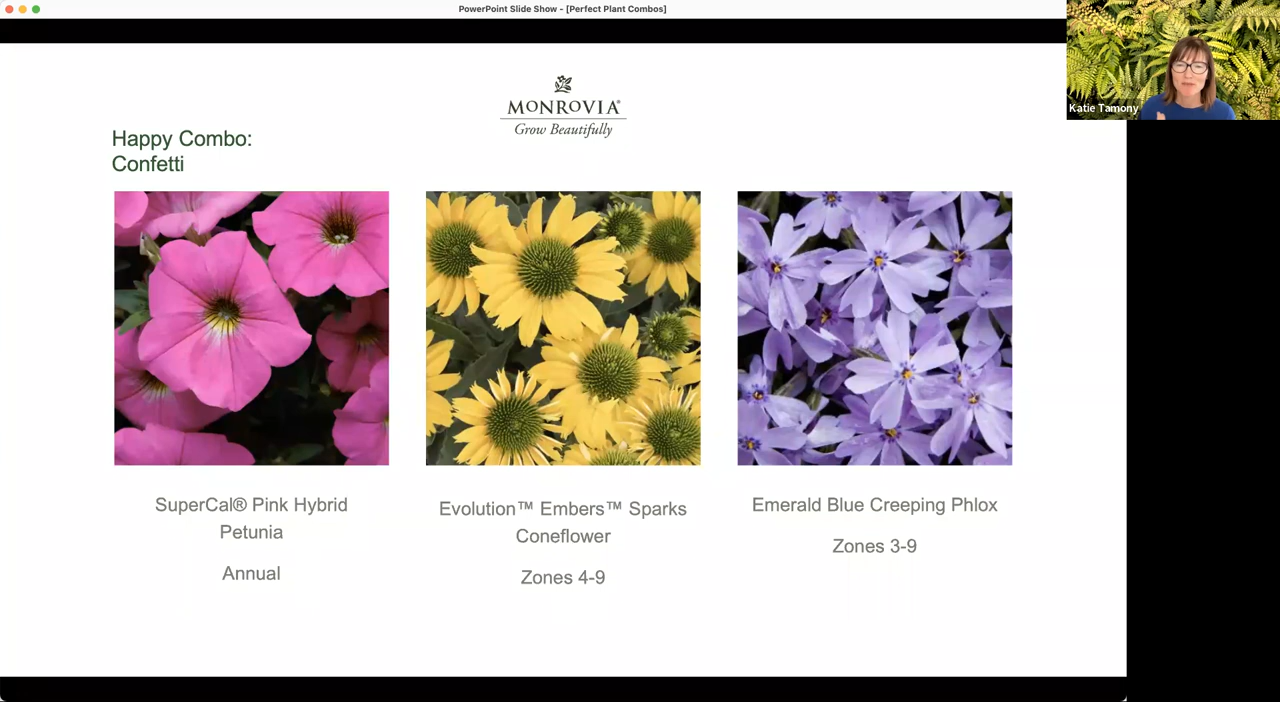 PowerPoint Slide Show - [Perfect Plant Combos]
Katie Tamony
MONROVIA®
Grow Beautifully
Happy Combo:
Confetti
SuperCal® Pink Hybrid
Petunia
Annual
Evolution™ Embers™ Sparks
Coneflower
Zones 4-9
Emerald Blue Creeping Phlox
Zones 3-9